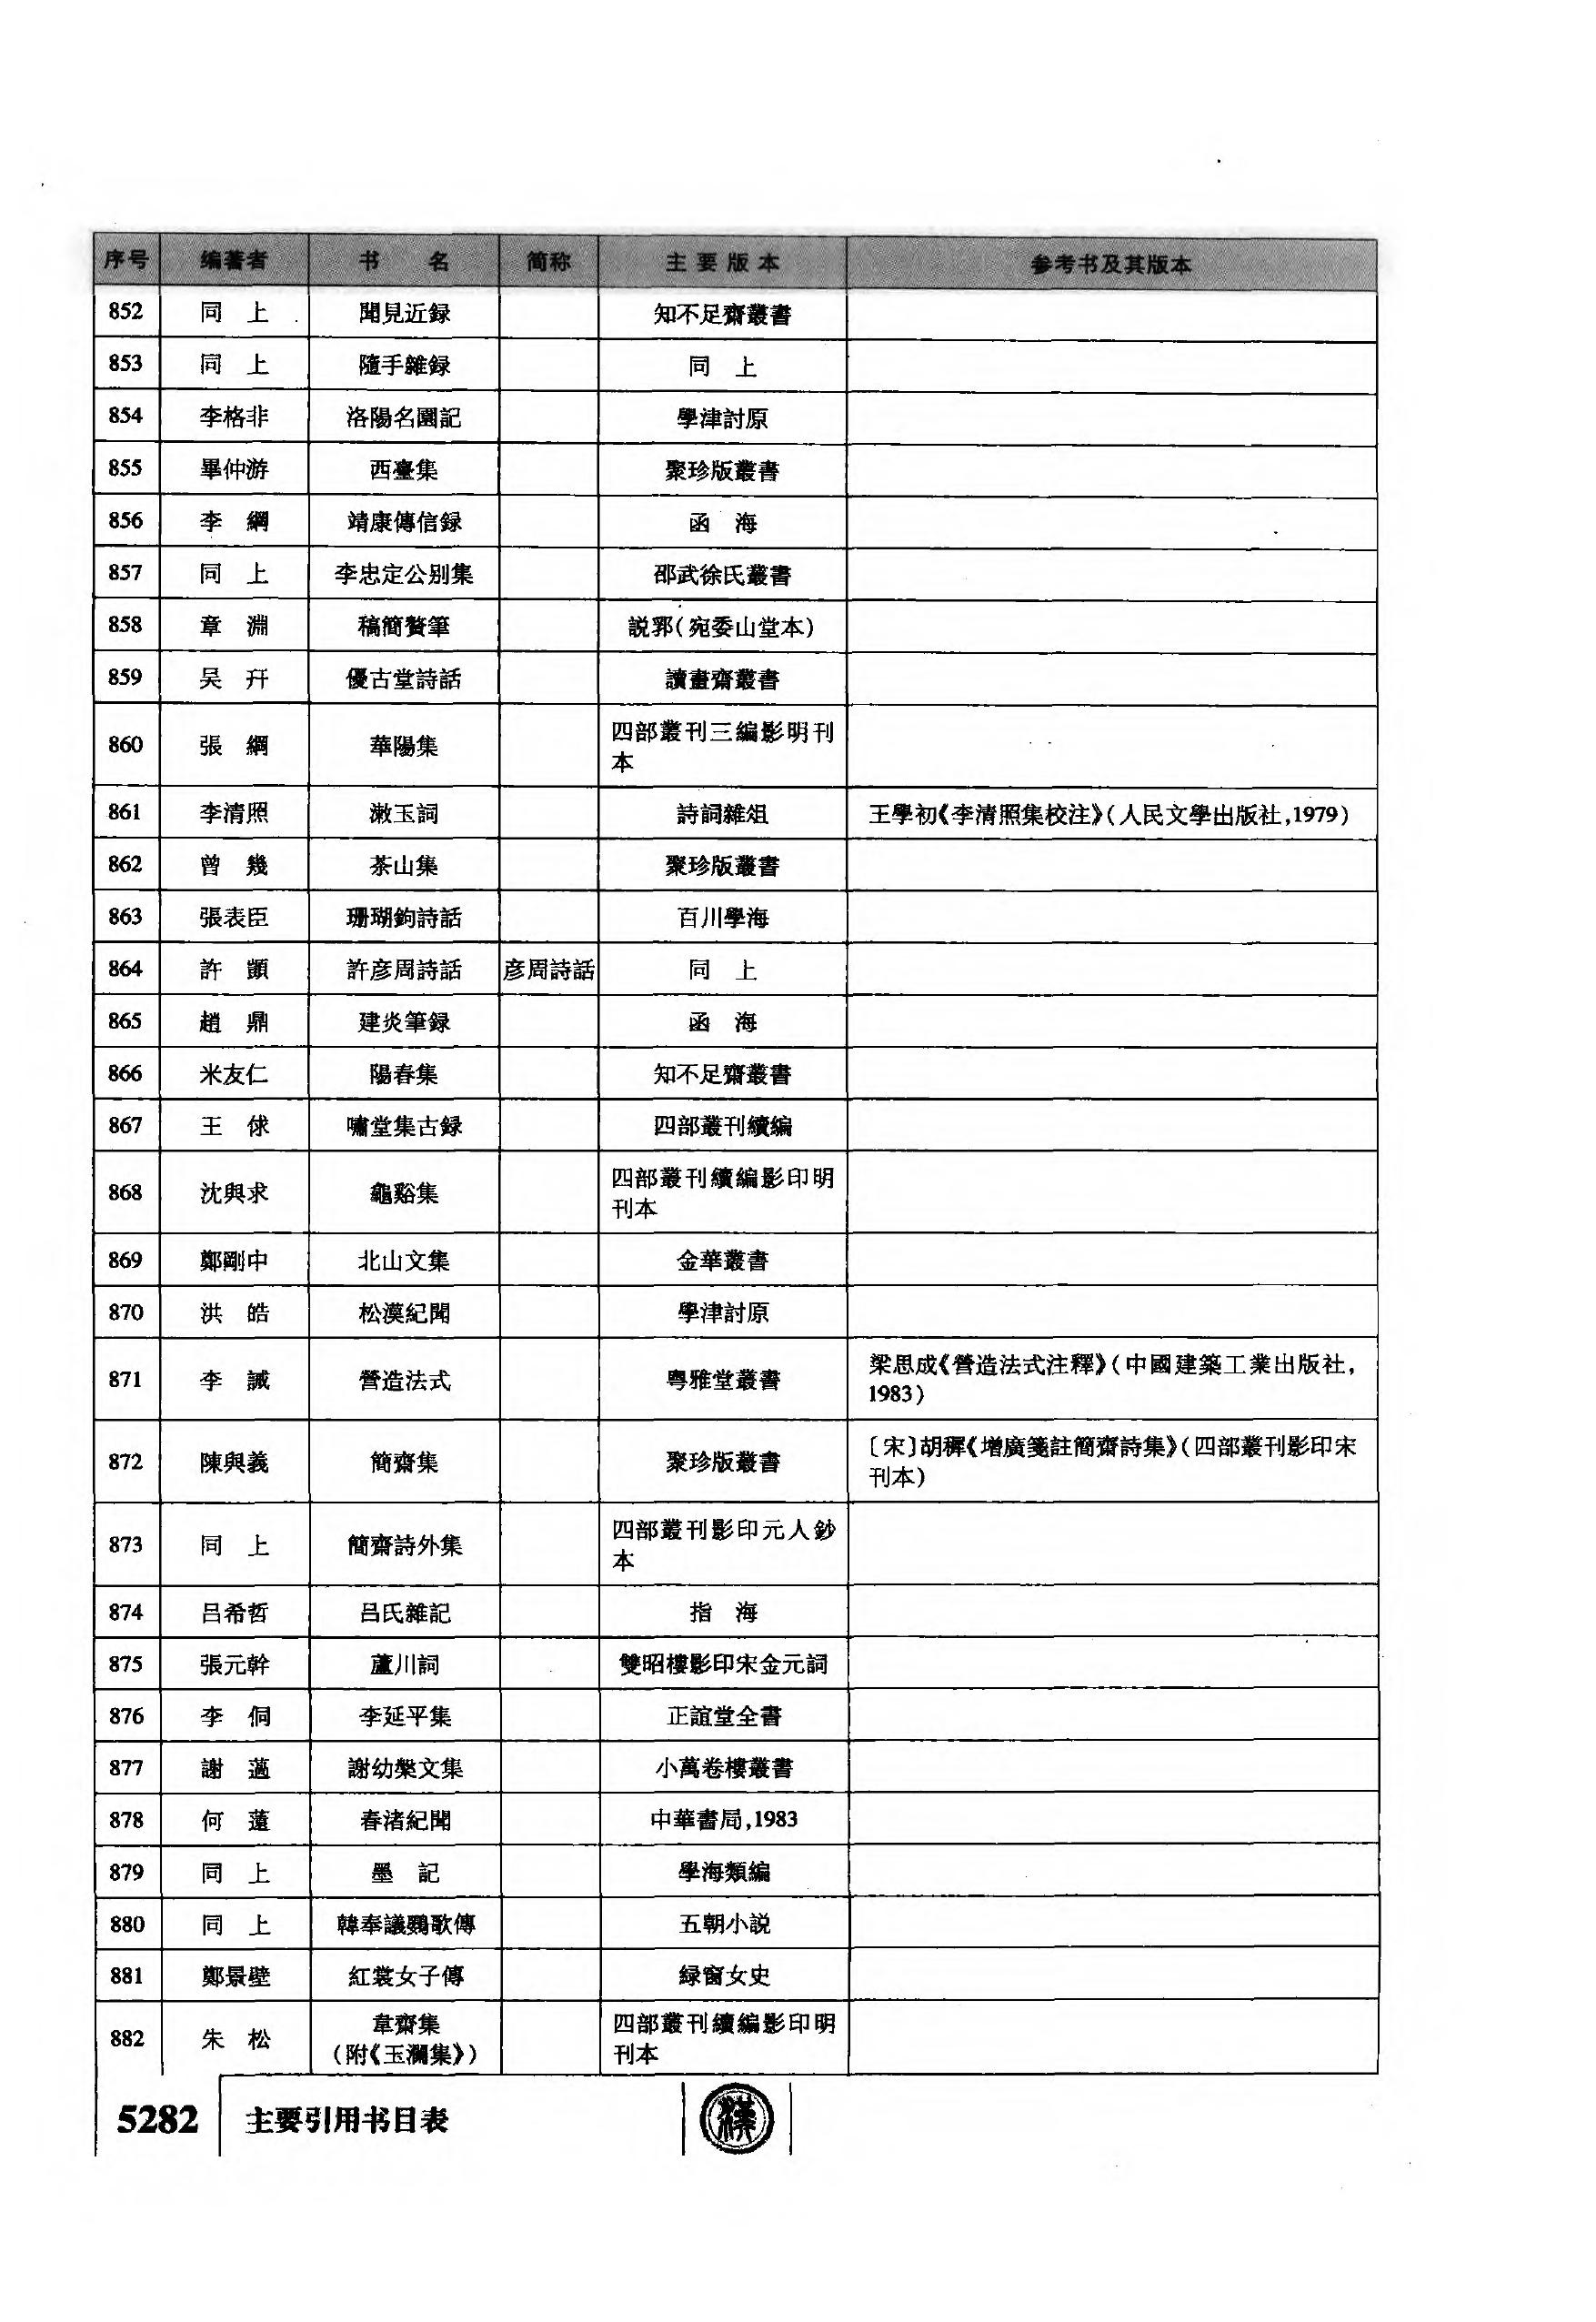 序号 编著者 书 名 简称 主要版本 参考书及其版本
852 同 上 聞見近録 知不足齋叢書
853 同 上 隨手雜録 同 上
854 李格非 洛陽名園記 學津討原
855 畢仲游 西臺集 聚珍版叢書
856 李 綱 靖康傳信録 函 海
857 同 上 李忠定公别集 邵武徐氏叢書
858 章 淵 稿簡贅筆 説郛(宛委山堂本)
859 吴 幵 優古堂詩話 讀畫齋叢書
860 張 綱 華陽集 四部叢刊三編影明刊
本
861 李清照 漱玉詞 詩詞雜俎 王學初《李清照集校注》(人民文學出版社,1979)
862 曾 幾 茶山集 聚珍版叢書
863 張表臣 珊瑚鉤詩話 百川學海
864 許 顗 許彦周詩話 彦周詩話 同 上
865 趙 鼎 建炎筆録 函 海
866 米友仁 陽春集 知不足齋叢書
867 王 俅 嘯堂集古録 四部叢刊續編
868 沈與求 龜谿集 四部叢刊續編影印明
刊本
869 鄭剛中 北山文集 金華叢書
870 洪 皓 松漠紀聞 學津討原
871 李 誡 營造法式 粤雅堂叢書 梁思成《營造法式注釋》(中國建築工業出版社,
1983)
872 陳與義 簡齋集 聚珍版叢書 〔宋〕胡穉《增廣箋註簡齋詩集》(四部叢刊影印宋
刊本)
873 同 上 簡齋詩外集 四部叢刊影印元人鈔
本
874 吕希哲 吕氏雜記 指 海
875 張元幹 蘆川詞 雙昭樓影印宋金元詞
876 李 侗 李延平集 正誼堂全書
877 謝 薖 謝幼槃文集 小萬卷樓叢書
878 何 薳 春渚紀聞 中華書局,1983
879 同 上 墨 記 學海類編
880 同 上 韓奉議鸚歌傳 五朝小説
881 鄭景璧 紅裳女子傳 緑窗女史
882 朱 松 韋齋集
(附《玉瀾集》) 四部叢刊續編影印明
刊本
5282 主要引用书目表 漢